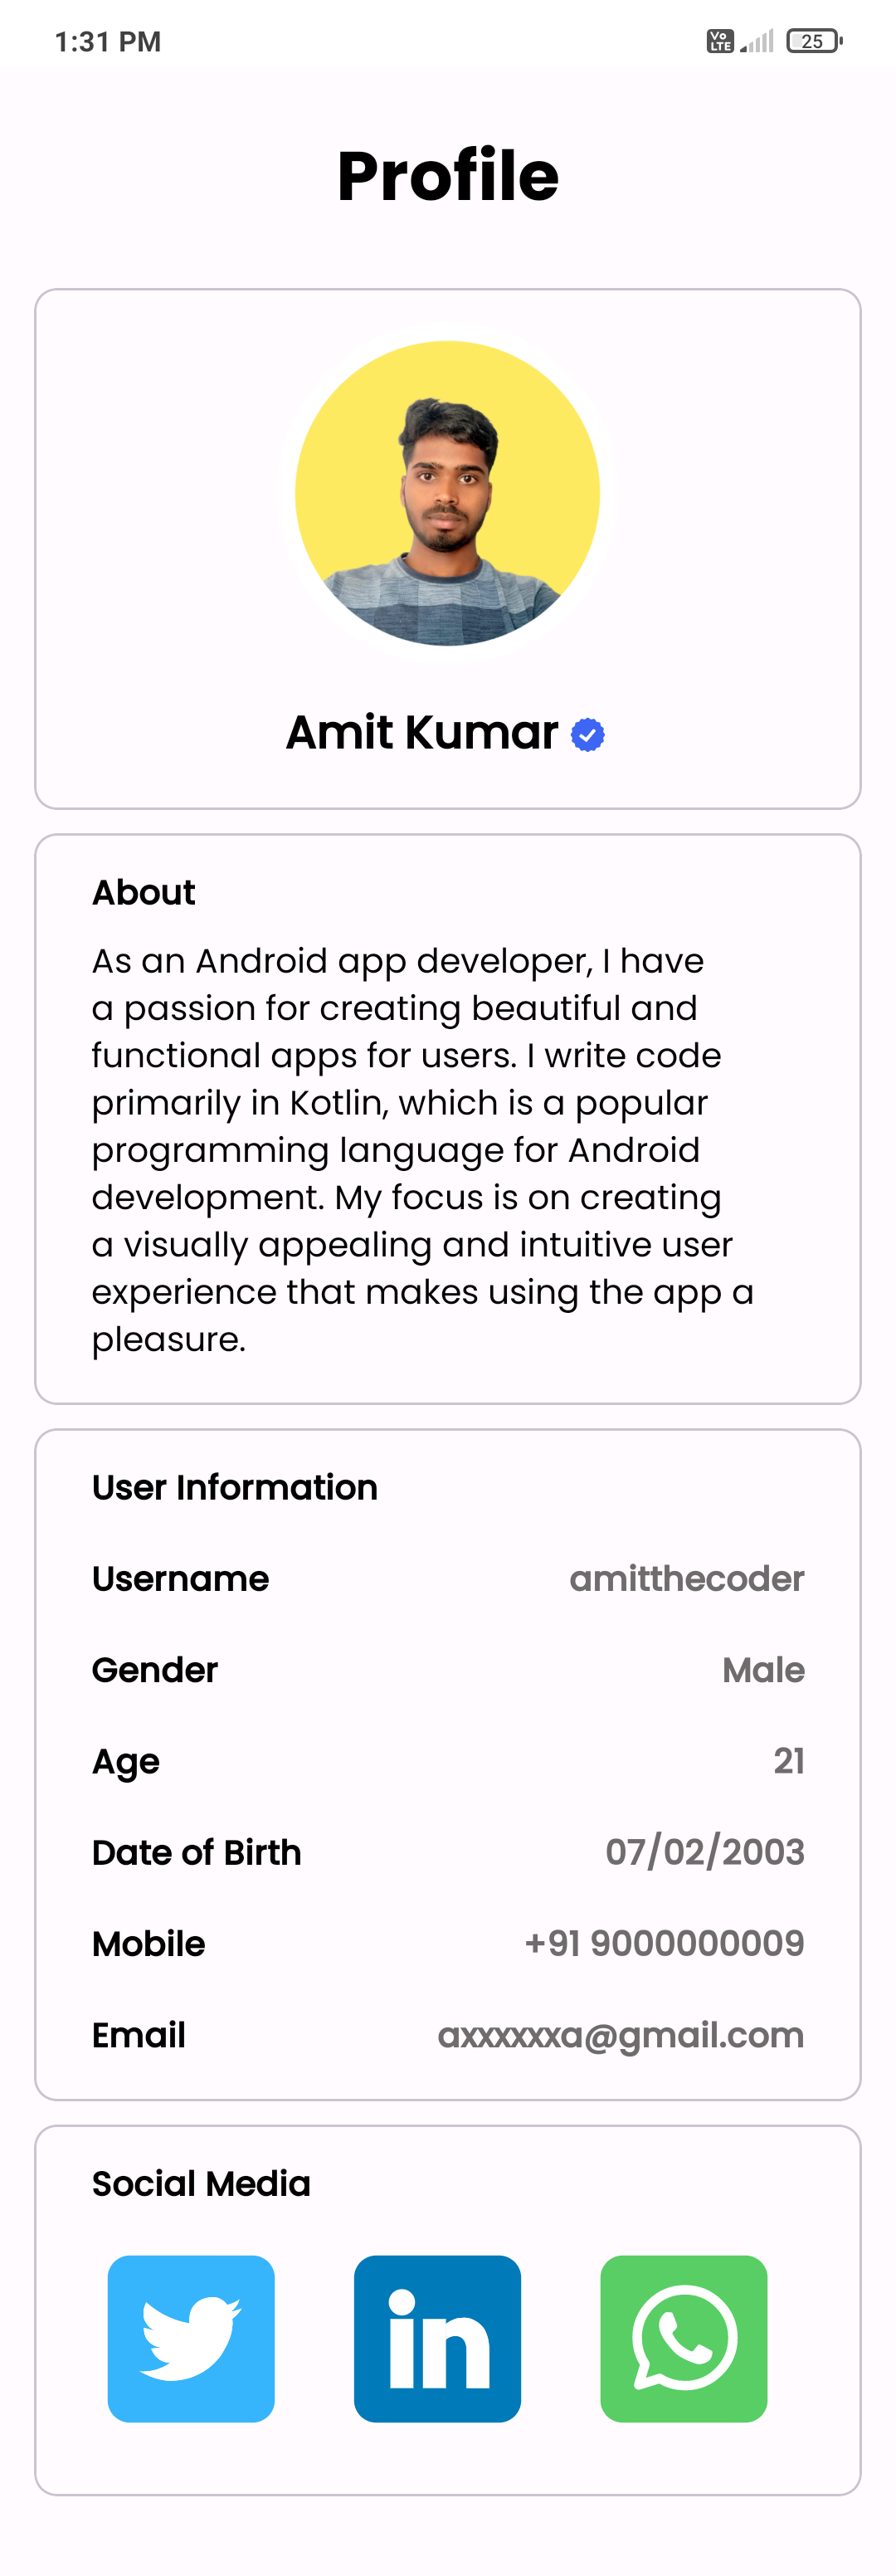 1:31 PM
Vo LTE
25
Profile
Amit Kumar
About
As an Android app developer, I have
a passion for creating beautiful and
functional apps for users. I write code
primarily in Kotlin, which is a popular
programming language for Android
development. My focus is on creating
a visually appealing and intuitive user
experience that makes using the app a
pleasure.
User Information
Username amitthecoder
Gender Male
Age 21
Date of Birth 07/02/2003
Mobile +91 9000000009
Email axxxxxxa@gmail.com
Social Media
in